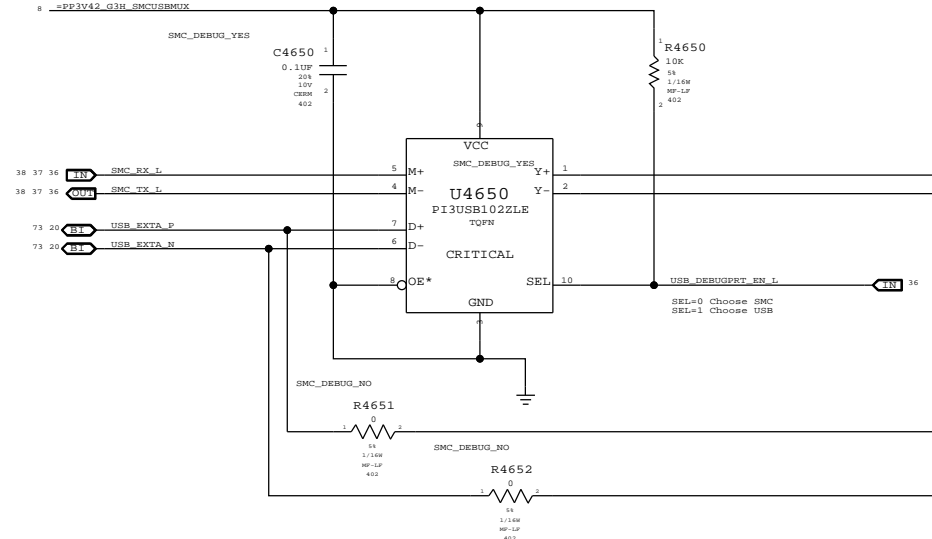 8 =PP3V42_G3H_SMCUSBMUX
SMC_DEBUG_YES
C4650 1
0.1UF
20%
10V
CERM
402
2
1 R4650
10K
5%
1/16W
MF-LF
402
2
9
VCC
SMC_DEBUG_YES
38 37 36 IN SMC_RX_L 5 M+ Y+ 1
38 37 36 OUT SMC_TX_L 4 M- Y- 2
U4650
PI3USB102ZLE
TQFN
73 20 BI USB_EXTA_P 7 D+
73 20 BI USB_EXTA_N 6 D-
CRITICAL
8 OE* SEL 10 USB_DEBUGPRT_EN_L IN 36
GND
3
SEL=0 Choose SMC
SEL=1 Choose USB
SMC_DEBUG_NO
R4651
0
1 2
5%
1/16W
MF-LF
402
SMC_DEBUG_NO
R4652
0
1 2
5%
1/16W
MF-LF
402